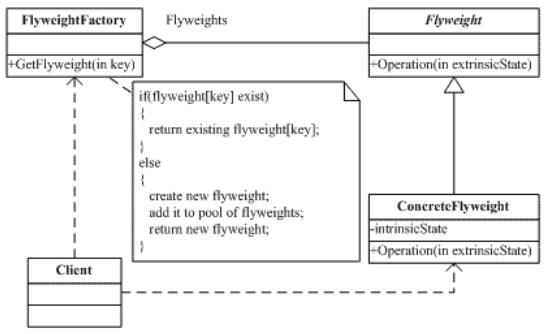 FlyweightFactory
Flyweights
Flyweight
+GetFlyweight(in key)
+Operation(in extrinsicState)
if(flyweight[key] exist)
{
return existing flyweight[key];
}
else
{
create new flyweight;
add it to pool of flyweights;
return new flyweight;
}
ConcreteFlyweight
-intrinsicState
+Operation(in extrinsicState)
Client